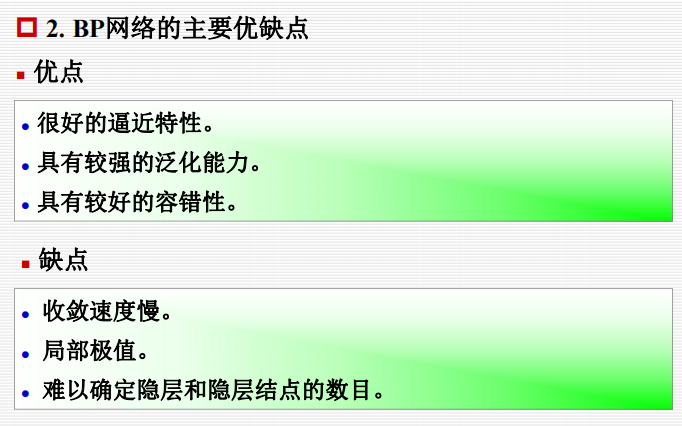 2. BP网络的主要优缺点
优点
很好的逼近特性。
具有较强的泛化能力。
具有较好的容错性。
缺点
收敛速度慢。
局部极值。
难以确定隐层和隐层结点的数目。